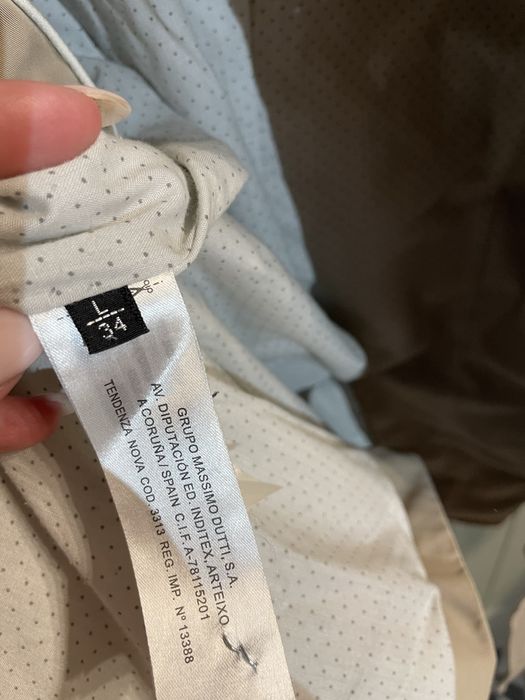 L
34
GRUPO MASSIMO DUTTI, S.A.
AV. DIPUTACIÓN ED. INDITEX, ARTEIXO
A CORUÑA / SPAIN C.I.F. A-78115201
TENDENZA NOVA COD. 3313 REG. IMP. Nº 13388